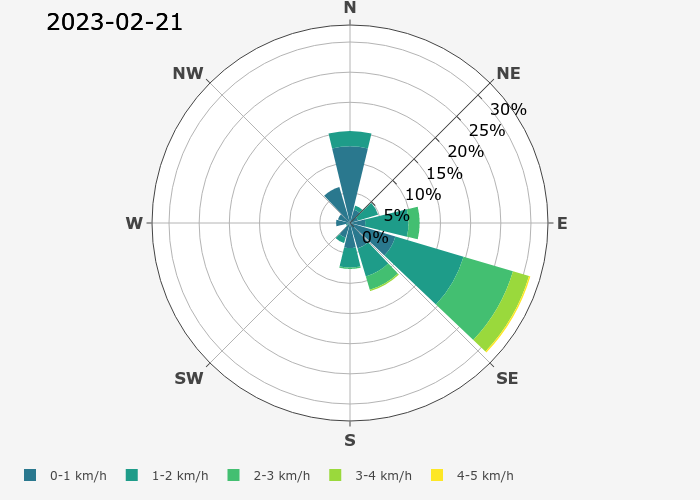 2023-02-21
N
NW
NE
30%
25%
20%
15%
10%
5%
0%
W
E
SW
SE
S
0-1 km/h
1-2 km/h
2-3 km/h
3-4 km/h
4-5 km/h